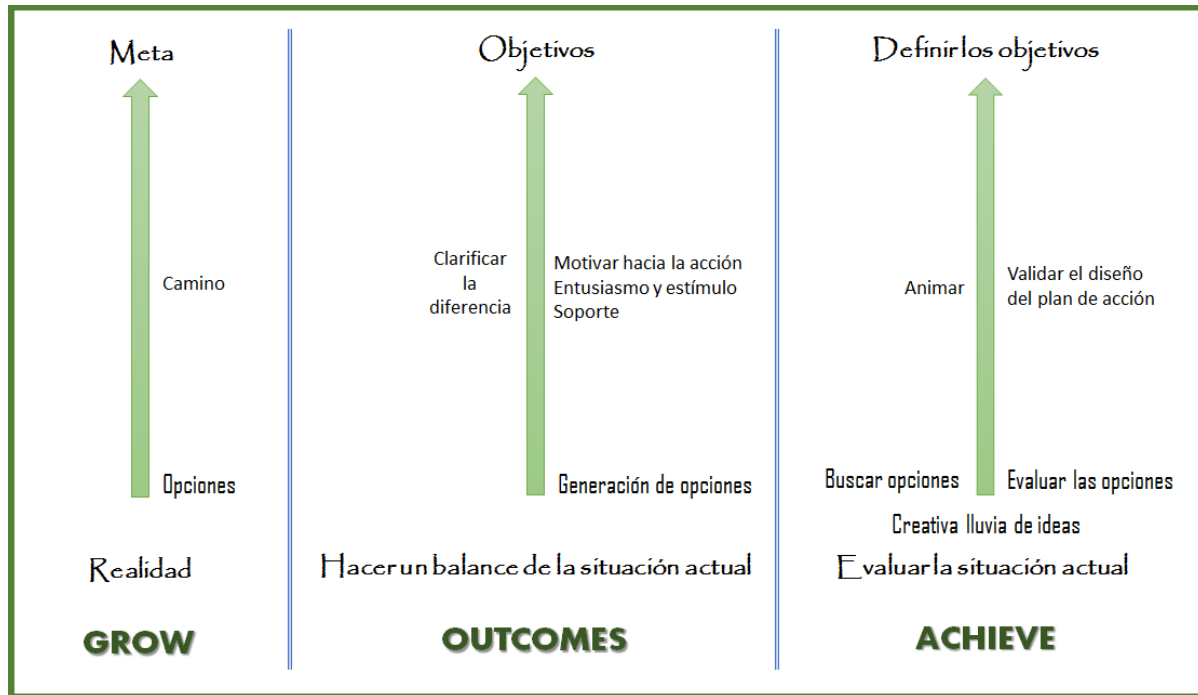 Meta
Camino
Opciones
Realidad
GROW
Objetivos
Clarificar
la
diferencia
Motivar hacia la acción
Entusiasmo y estímulo
Soporte
Generación de opciones
Hacer un balance de la situación actual
OUTCOMES
Definir los objetivos
Animar
Validar el diseño
del plan de acción
Buscar opciones
Evaluar las opciones
Creativa lluvia de ideas
Evaluar la situación actual
ACHIEVE